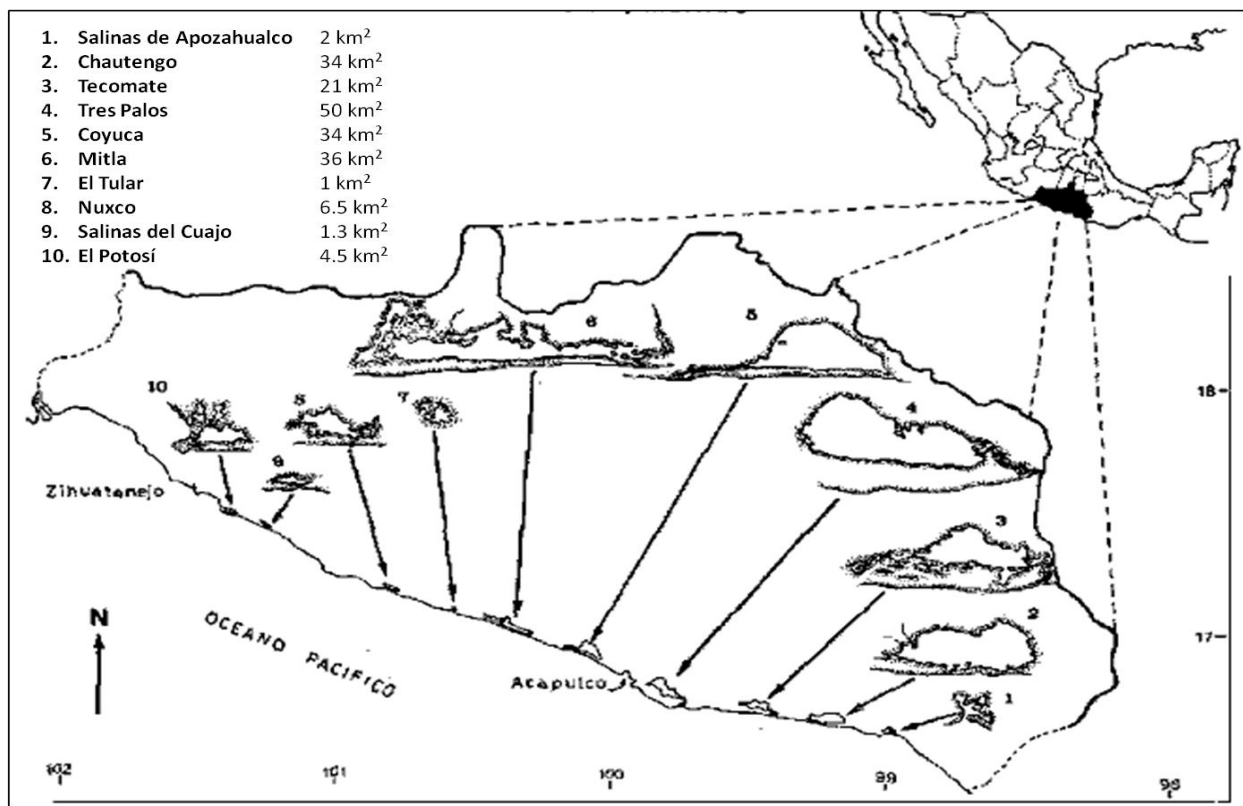 1. Salinas de Apozahualco 2 km²
2. Chautengo 34 km²
3. Tecomate 21 km²
4. Tres Palos 50 km²
5. Coyuca 34 km²
6. Mitla 36 km²
7. El Tular 1 km²
8. Nuxco 6.5 km²
9. Salinas del Cuajo 1.3 km²
10. El Potosí 4.5 km²
6
5
10
8
7
4
18
9
Zihuatanejo
3
N
OCEANO PACIFICO
2
17
Acapulco
1
102
101
100
99
98